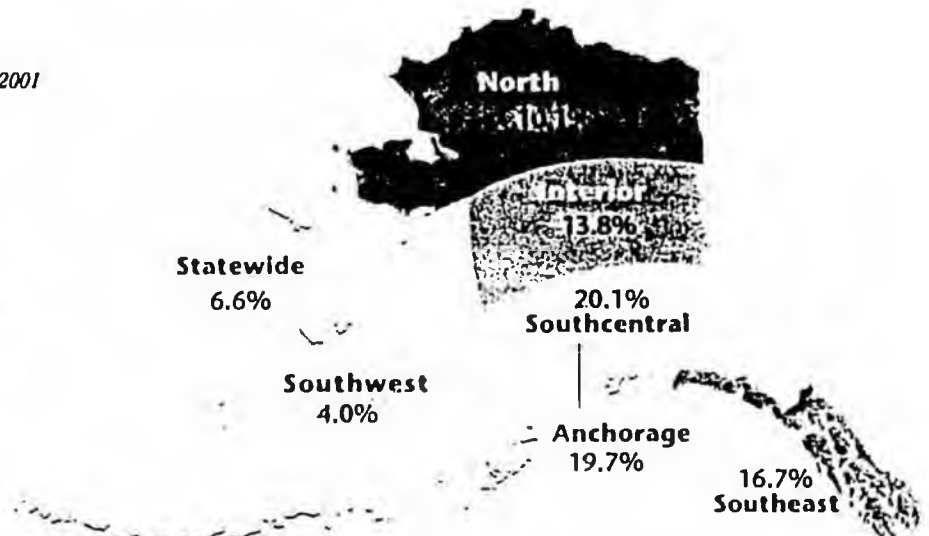 2001
North
Interior
13.8%
Statewide
6.6%
20.1%
Southcentral
Southwest
4.0%
Anchorage
19.7%
16.7%
Southeast